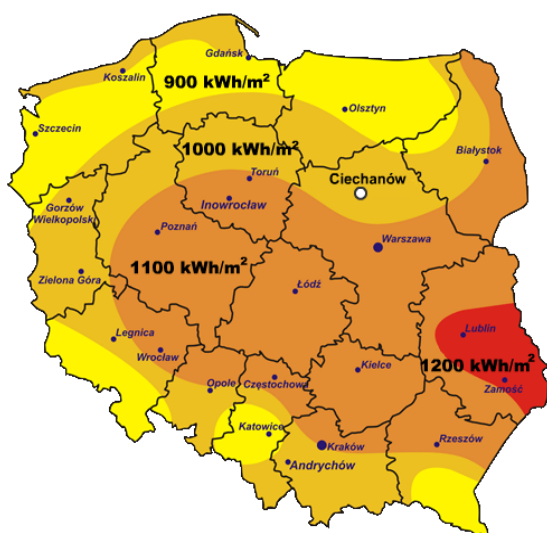 Gdańsk
Koszalin
900 kWh/m²
Olsztyn
Szczecin
1000 kWh/m²
Białystok
Toruń
Ciechanów
Inowrocław
Gorzów
Wielkopolski
Poznań
Warszawa
1100 kWh/m²
Zielona Góra
Łódź
Lublin
Legnica
Wrocław
1200 kWh/m²
Kielce
Opole
Częstochowa
Zamość
Katowice
Kraków
Rzeszów
Andrychów